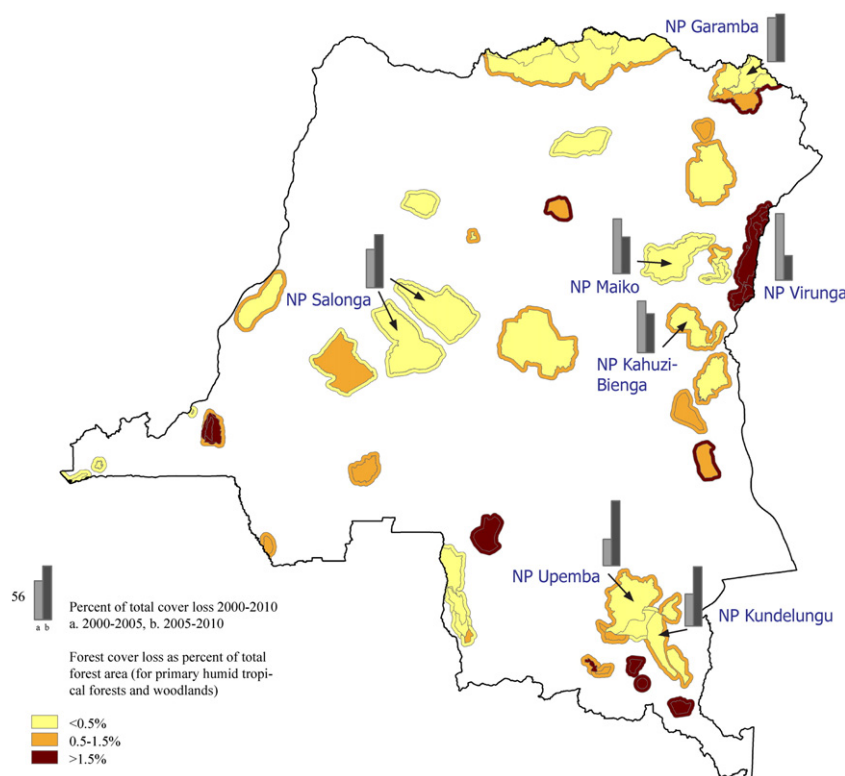 NP Garamba
NP Salonga
NP Maiko
NP Virunga
NP Kahuzi-
Bienga
NP Upemba
NP Kundelungu
56
a b
Percent of total cover loss 2000-2010
a. 2000-2005, b. 2005-2010
Forest cover loss as percent of total
forest area (for primary humid tropi-
cal forests and woodlands)
<0.5%
0.5-1.5%
>1.5%